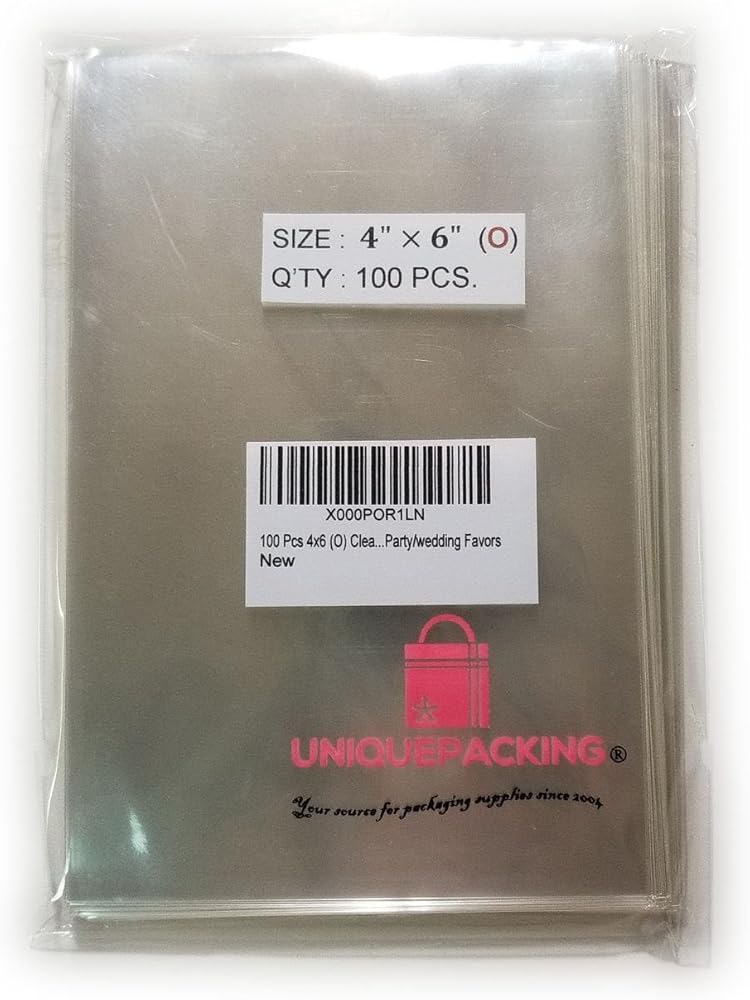 SIZE : 4" × 6" (O)
Q'TY : 100 PCS.
X000POR1LN
100 Pcs 4x6 (O) Clea...Party/wedding Favors
New
UNIQUEPACKING®
Your source for packaging supplies since 2004